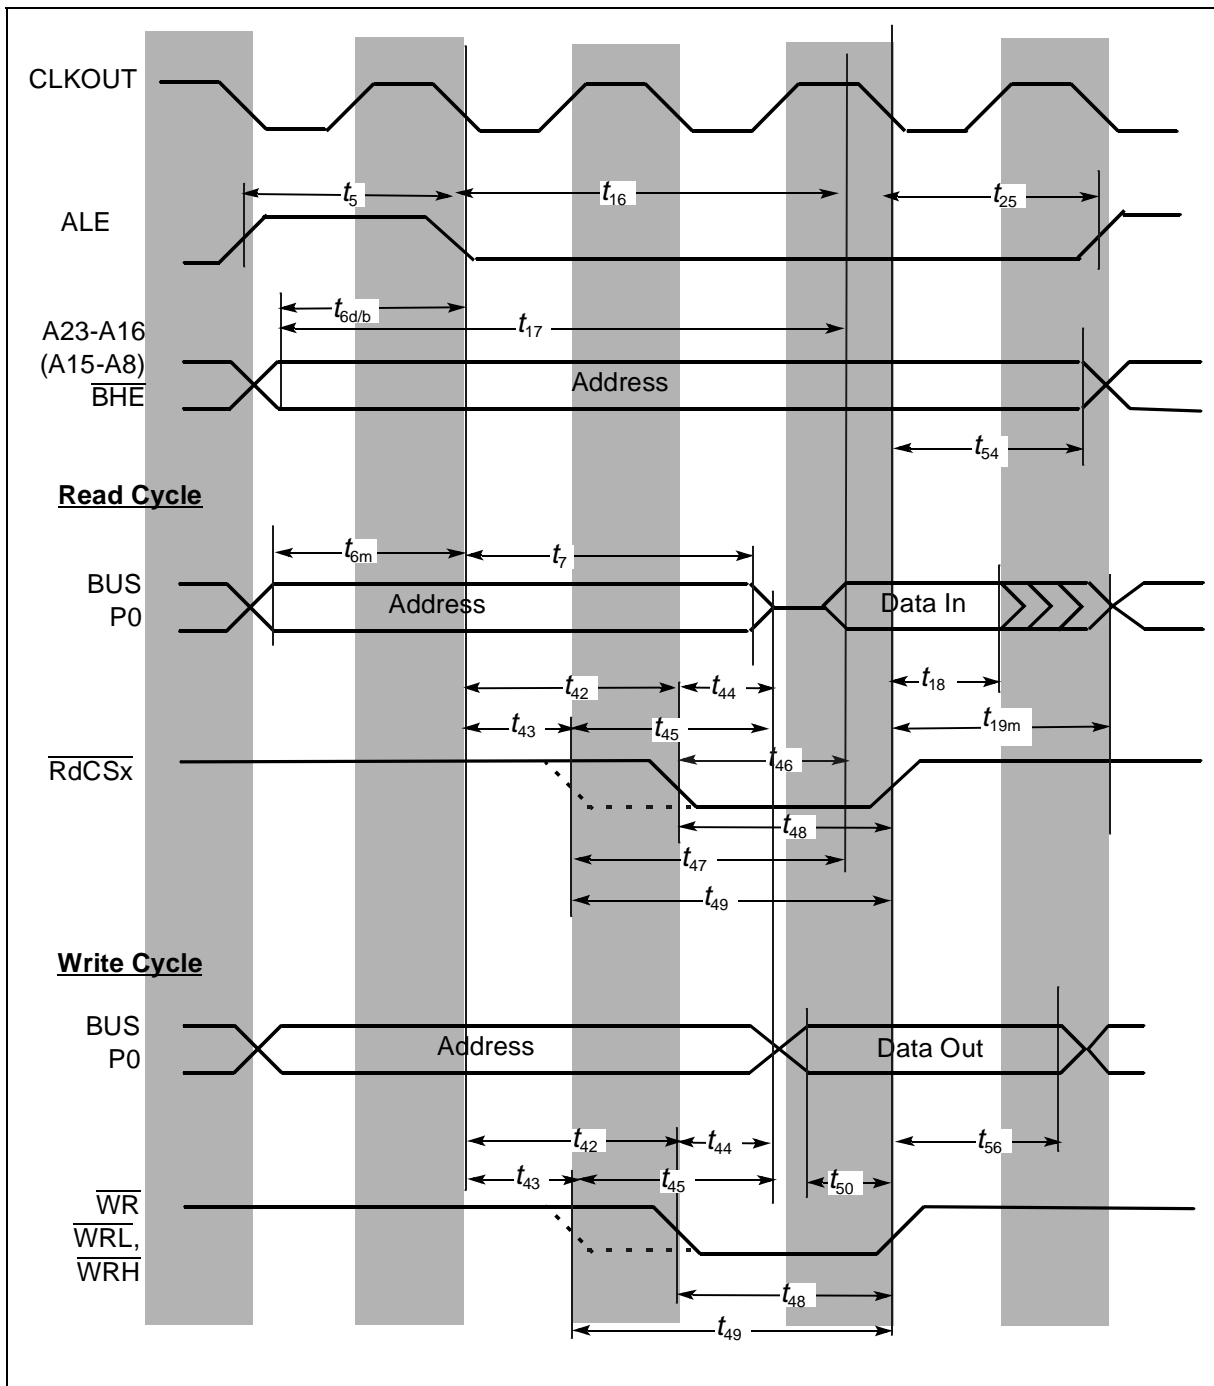 CLKOUT
t5 t16 t25
ALE
t6d/b
A23-A16
t17
(A15-A8)
BHE
Address
t54
Read Cycle
t6m t7
BUS
P0
Address Data In
t42 t44 t18
t43 t45 t19m
RdCSx
t46
t48
t47
t49
Write Cycle
BUS
P0
Address Data Out
t42 t44 t56
t43 t45 t50
WR
WRL,
WRH
t48
t49